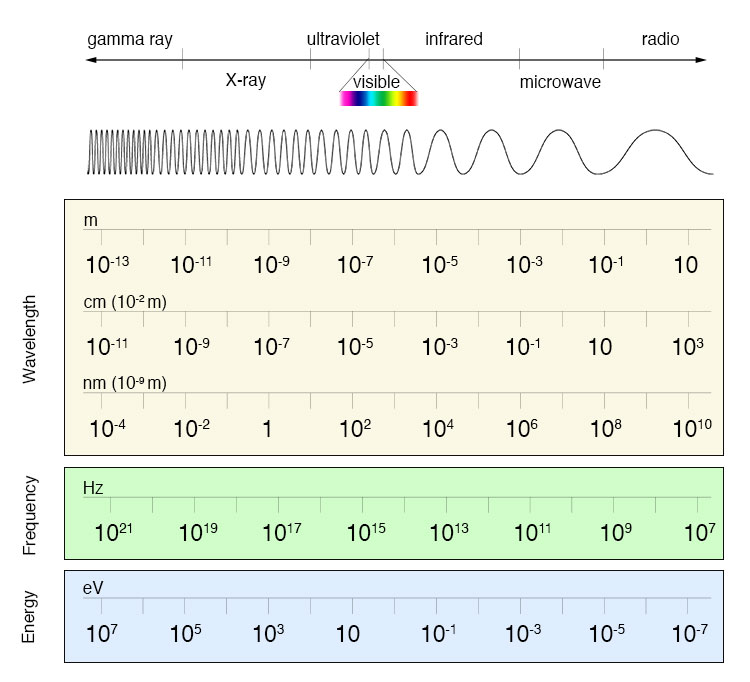 gamma ray ultraviolet infrared radio
X-ray visible microwave
m
10⁻¹³ 10⁻¹¹ 10⁻⁹ 10⁻⁷ 10⁻⁵ 10⁻³ 10⁻¹ 10
cm (10⁻² m)
10⁻¹¹ 10⁻⁹ 10⁻⁷ 10⁻⁵ 10⁻³ 10⁻¹ 10 10³
nm (10⁻⁹ m)
10⁻⁴ 10⁻² 1 10² 10⁴ 10⁶ 10⁸ 10¹⁰
Wavelength
Hz
10²¹ 10¹⁹ 10¹⁷ 10¹⁵ 10¹³ 10¹¹ 10⁹ 10⁷
Frequency
eV
10⁷ 10⁵ 10³ 10 10⁻¹ 10⁻³ 10⁻⁵ 10⁻⁷
Energy